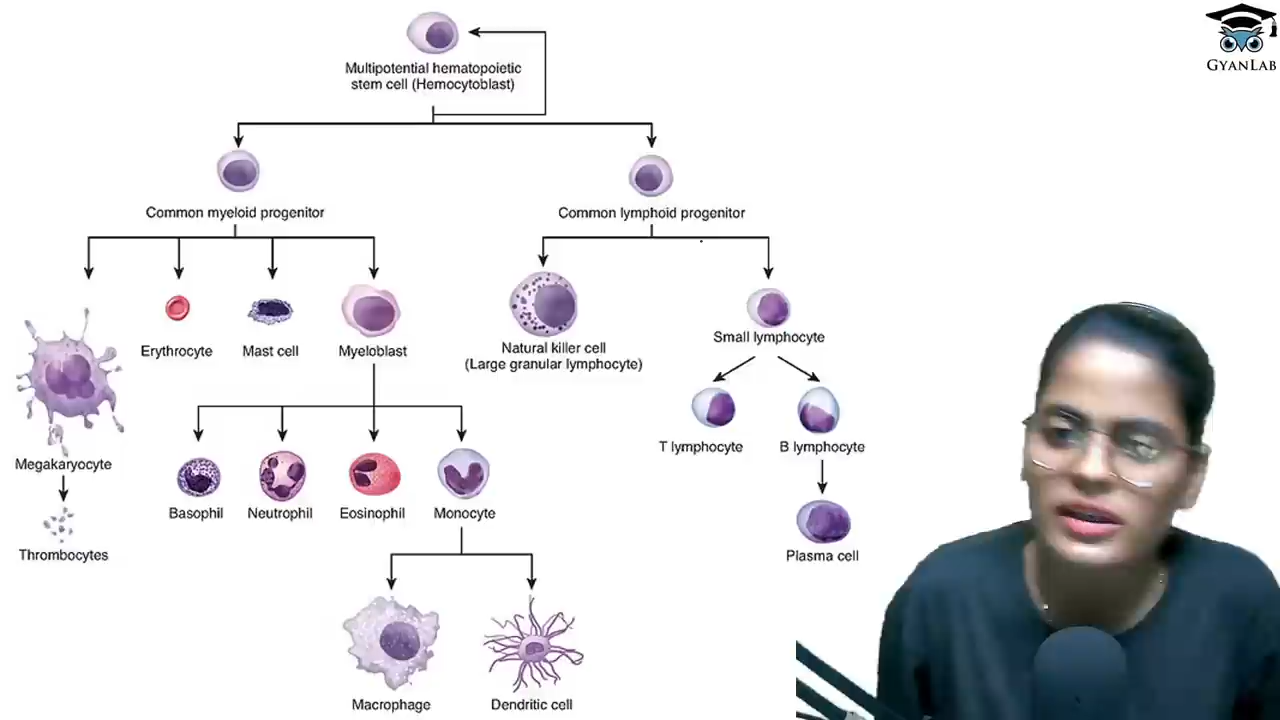 GYANLAB
Multipotential hematopoietic
stem cell (Hemocytoblast)
Common myeloid progenitor
Common lymphoid progenitor
Erythrocyte
Mast cell
Myeloblast
Natural killer cell
(Large granular lymphocyte)
Small lymphocyte
T lymphocyte
B lymphocyte
Megakaryocyte
Basophil
Neutrophil
Eosinophil
Monocyte
Thrombocytes
Plasma cell
Macrophage
Dendritic cell